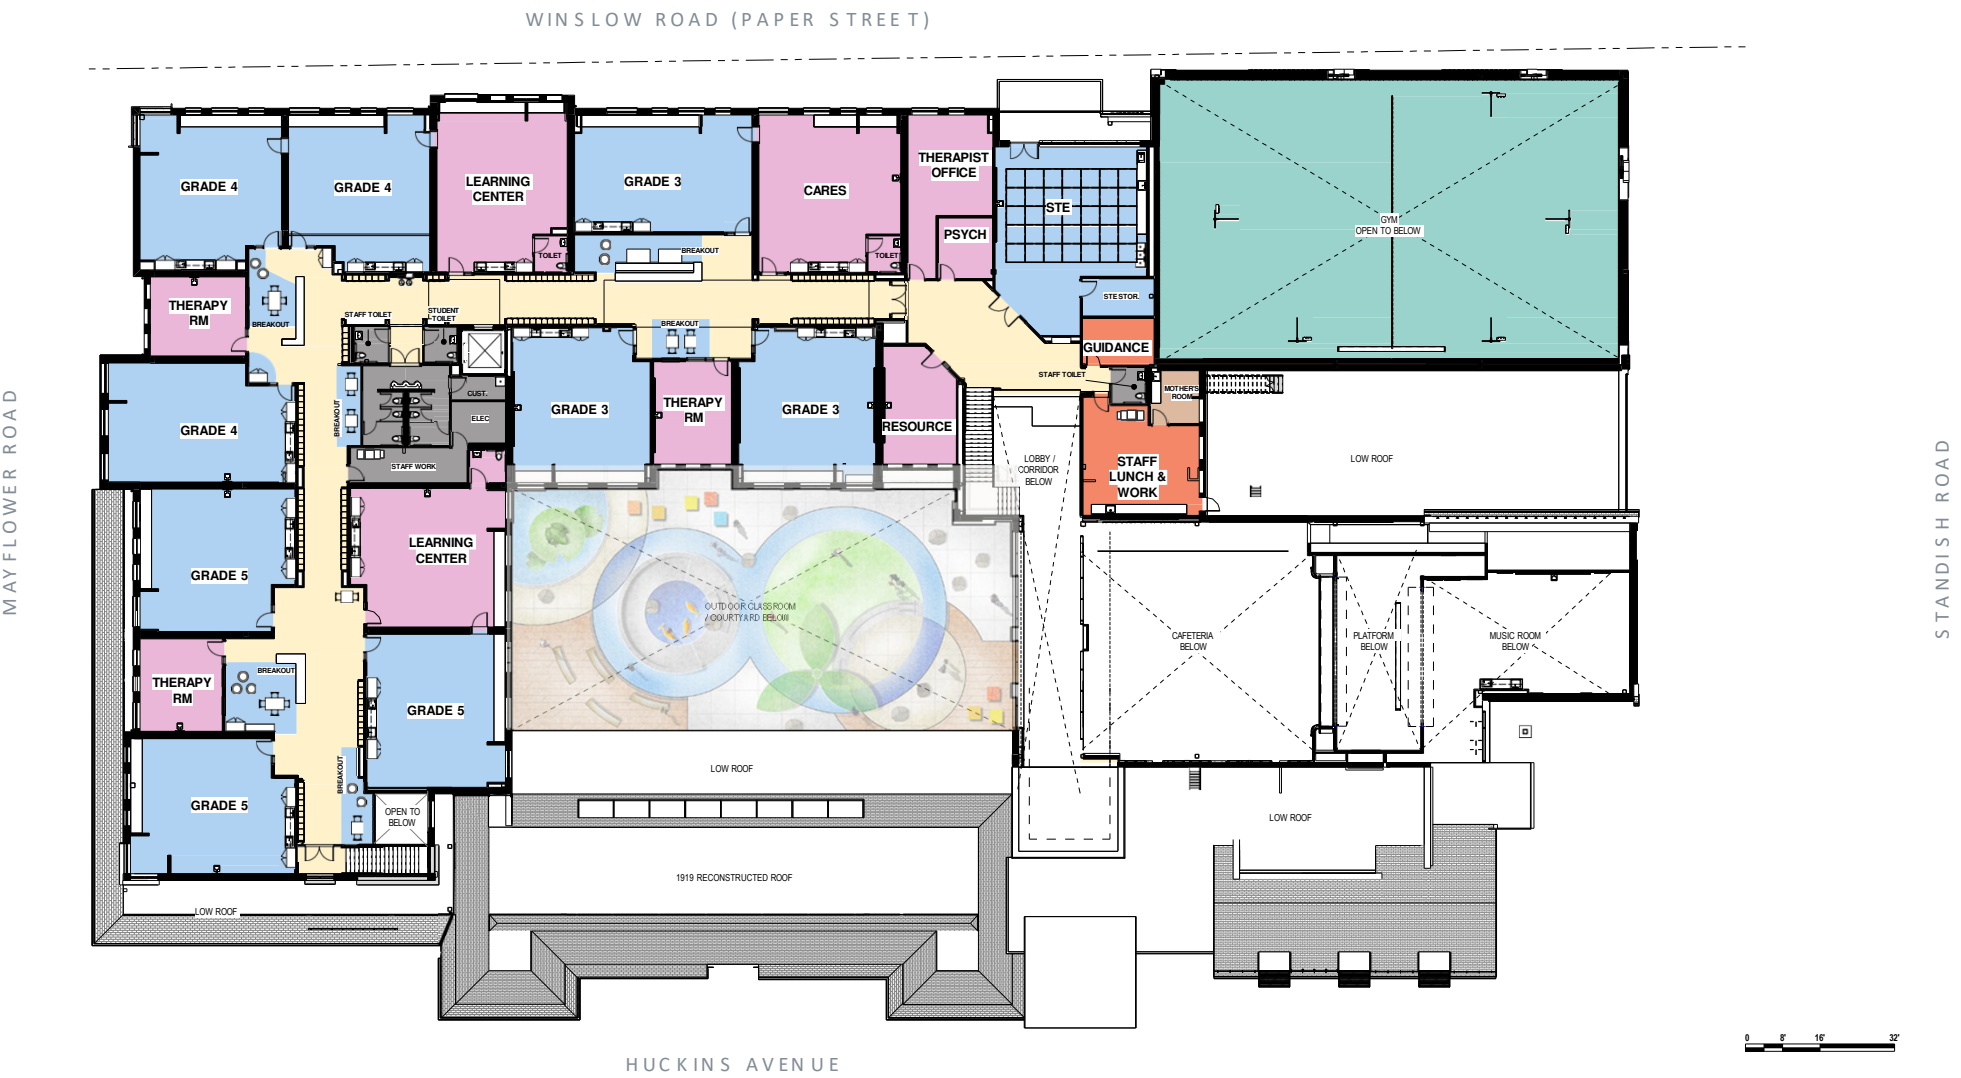 WINSLOW ROAD (PAPER STREET)
MAYFLOWER ROAD
STANDISH ROAD
GRADE 4
GRADE 4
LEARNING
CENTER
TOILET
GRADE 3
BREAKOUT
CARES
TOILET
THERAPIST
OFFICE
PSYCH
STE
STE STOR.
GYM
OPEN TO BELOW
THERAPY
RM
BREAKOUT
STAFF TOILET
STUDENT
TOILET
BREAKOUT
GUIDANCE
STAFF TOILET
MOTHER'S
ROOM
GRADE 4
BREAKOUT
CUST.
ELEC
STAFF WORK
GRADE 3
THERAPY
RM
GRADE 3
RESOURCE
LOBBY /
CORRIDOR
BELOW
STAFF
LUNCH &
WORK
LOW ROOF
GRADE 5
LEARNING
CENTER
OUTDOOR CLASSROOM
/ COURTYARD BELOW
CAFETERIA
BELOW
PLATFORM
BELOW
MUSIC ROOM
BELOW
THERAPY
RM
BREAKOUT
GRADE 5
GRADE 5
BREAKOUT
OPEN TO
BELOW
LOW ROOF
LOW ROOF
1919 RECONSTRUCTED ROOF
LOW ROOF
0 8' 16' 32'
HUCKINS AVENUE